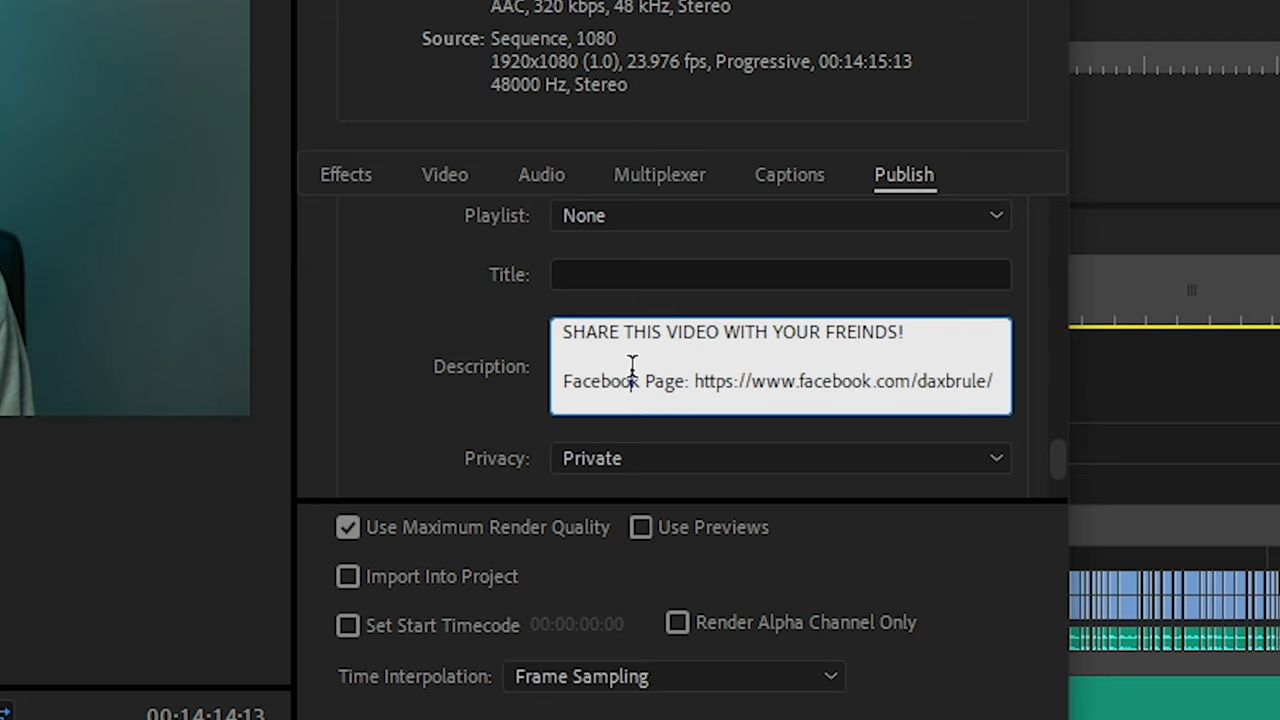 AAC, 320 kbps, 48 kHz, Stereo
Source: Sequence, 1080
1920x1080 (1.0), 23.976 fps, Progressive, 00:14:15:13
48000 Hz, Stereo
Effects Video Audio Multiplexer Captions Publish
Playlist: None
Title:
Description: SHARE THIS VIDEO WITH YOUR FREINDS!
Facebook Page: https://www.facebook.com/daxbrule/
Privacy: Private
Use Maximum Render Quality Use Previews
Import Into Project
Set Start Timecode 00:00:00:00 Render Alpha Channel Only
Time Interpolation: Frame Sampling
00:14:14:13